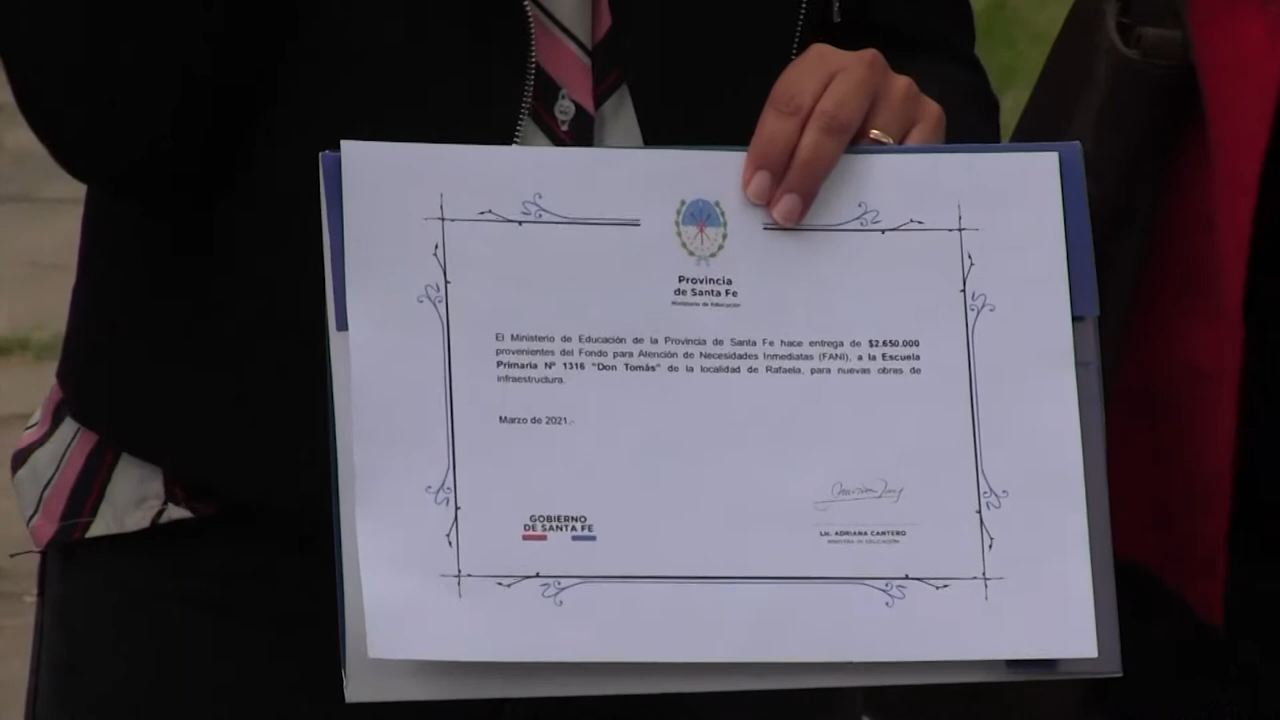 Provincia
de Santa Fe
Ministerio de Educación
El Ministerio de Educación de la Provincia de Santa Fe hace entrega de $2.650.000
provenientes del Fondo para Atención de Necesidades Inmediatas (FANI), a la Escuela
Primaria Nº 1316 "Don Tomás" de la localidad de Rafaela, para nuevas obras de
infraestructura.
Marzo de 2021.-
GOBIERNO
DE SANTA FE
Lic. ADRIANA CANTERO
MINISTRA DE EDUCACIÓN